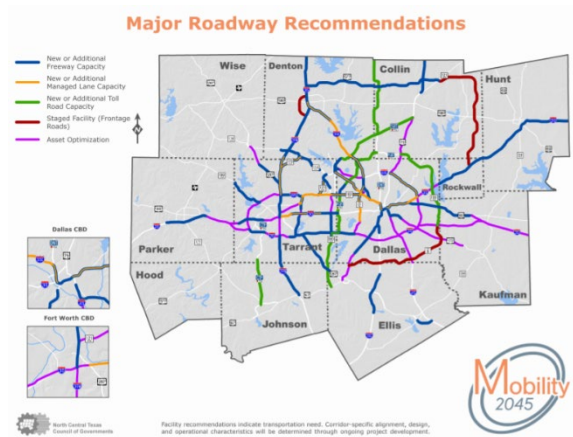 Major Roadway Recommendations
New or Additional
Freeway Capacity
New or Additional
Managed Lane Capacity
New or Additional Toll
Road Capacity
Staged Facility (Frontage
Roads)
Asset Optimization
Wise
Denton
Collin
Hunt
Rockwall
Parker
Tarrant
Dallas
Hood
Johnson
Ellis
Kaufman
Dallas CBD
Fort Worth CBD
Mobility
2045
North Central Texas
Council of Governments
Facility recommendations indicate transportation need. Corridor-specific alignment, design,
and operational characteristics will be determined through ongoing project development.